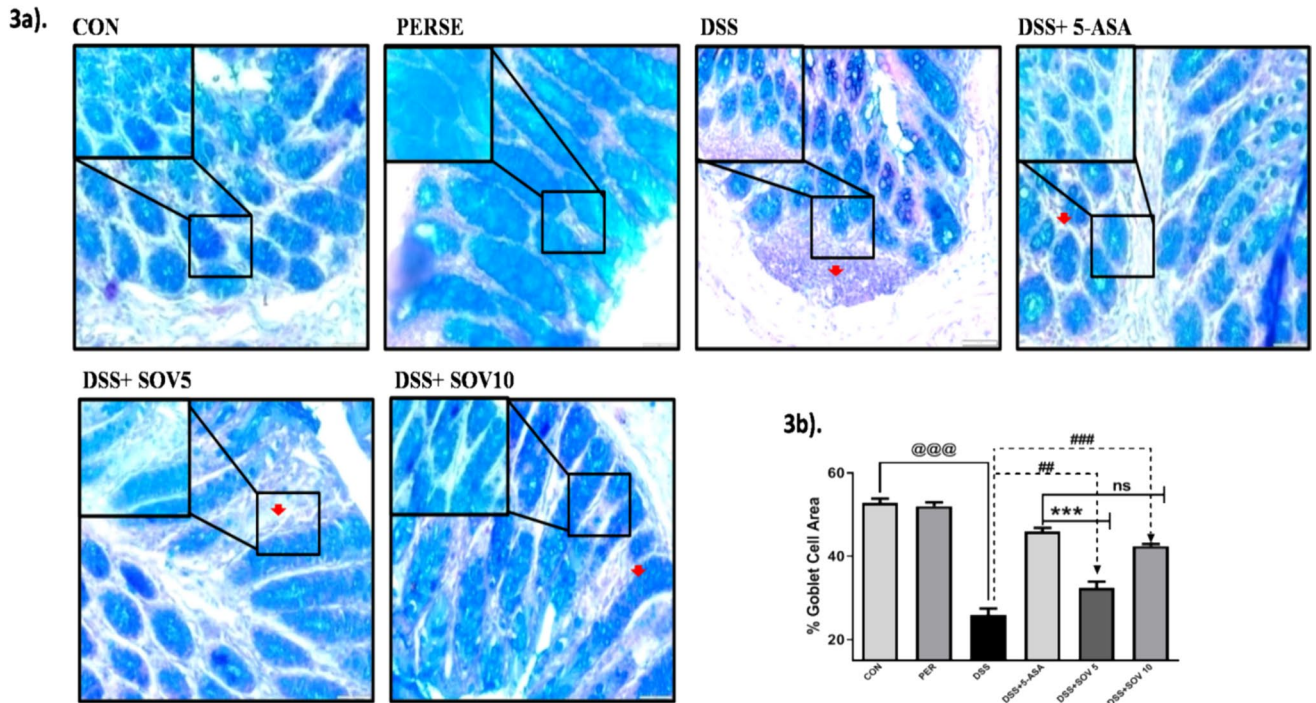 3a).
CON
PERSE
DSS
DSS+ 5-ASA
DSS+ SOV5
DSS+ SOV10
3b).
###
@@@
##
ns
***
% Goblet Cell Area
60
40
20
CON
PER
DSS
DSS+5-ASA
DSS+SOV 5
DSS+SOV 10